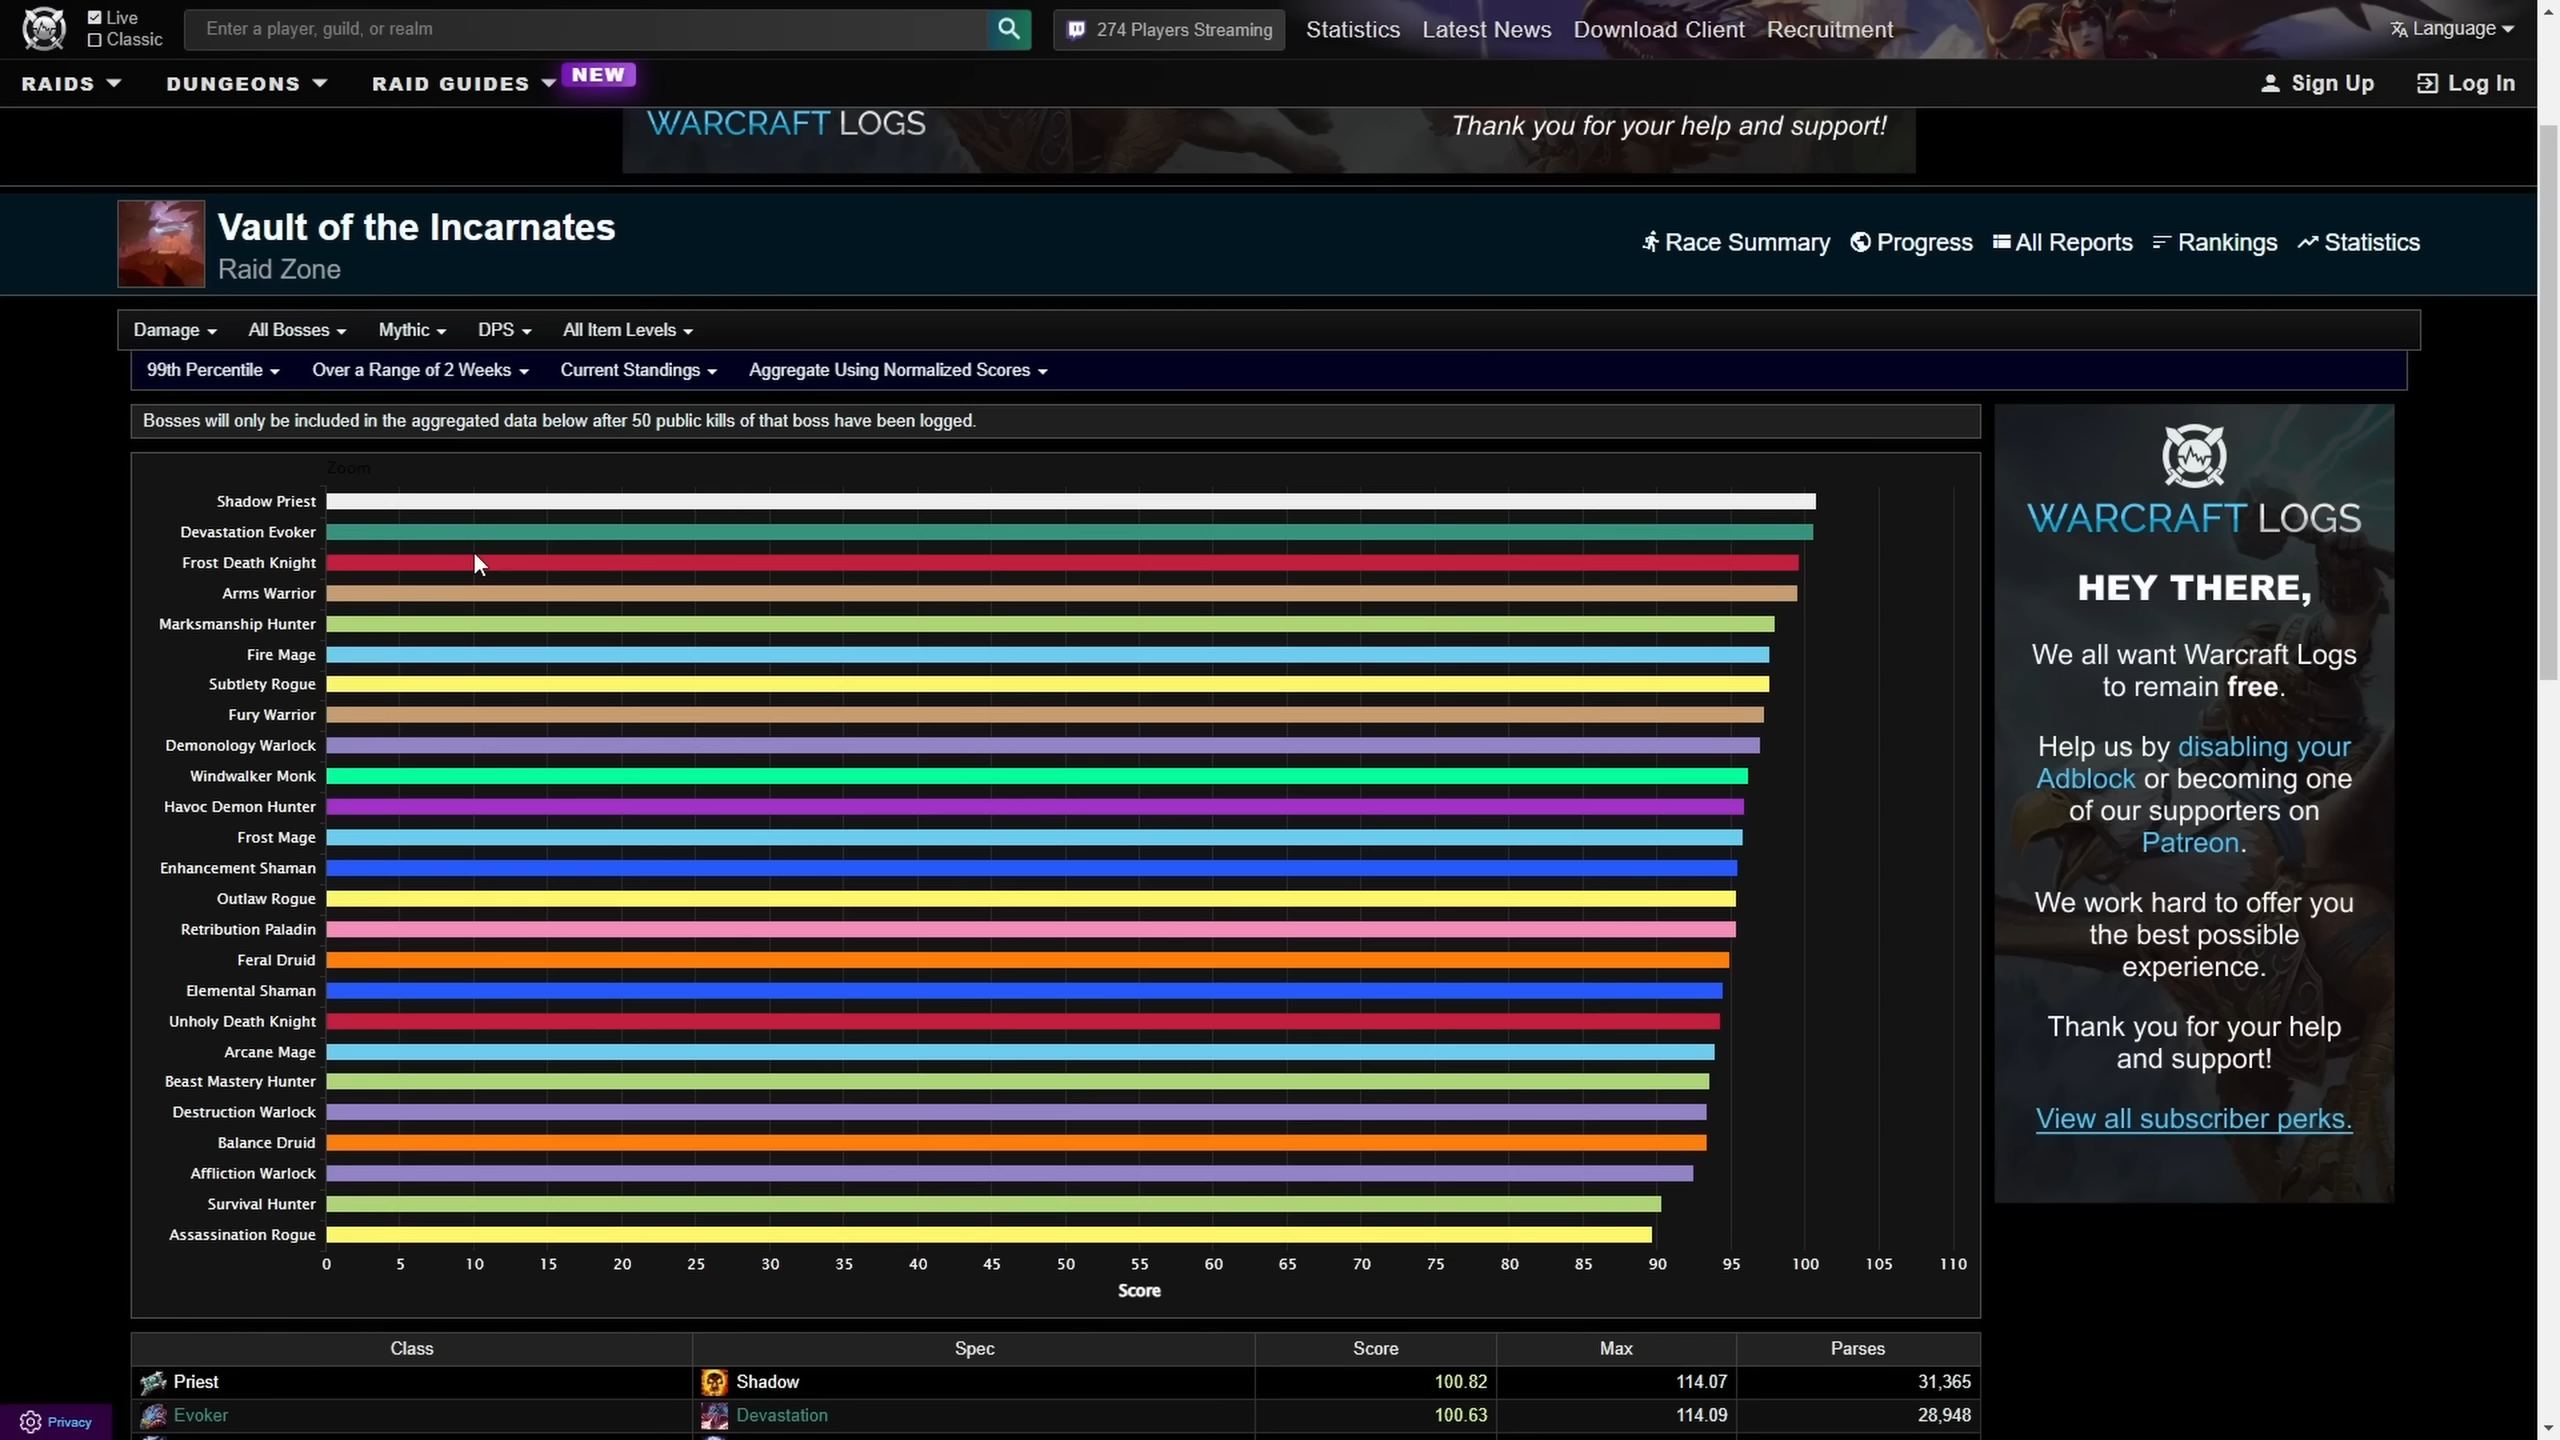 Live
Classic
Enter a player, guild, or realm
274 Players Streaming
Statistics
Latest News
Download Client
Recruitment
Language
RAIDS
DUNGEONS
RAID GUIDES
NEW
Sign Up
Log In
WARCRAFT LOGS
Thank you for your help and support!
Vault of the Incarnates
Raid Zone
Race Summary
Progress
All Reports
Rankings
Statistics
Damage
All Bosses
Mythic
DPS
All Item Levels
99th Percentile
Over a Range of 2 Weeks
Current Standings
Aggregate Using Normalized Scores
Bosses will only be included in the aggregated data below after 50 public kills of that boss have been logged.
Zoom
Shadow Priest
Devastation Evoker
Frost Death Knight
Arms Warrior
Marksmanship Hunter
Fire Mage
Subtlety Rogue
Fury Warrior
Demonology Warlock
Windwalker Monk
Havoc Demon Hunter
Frost Mage
Enhancement Shaman
Outlaw Rogue
Retribution Paladin
Feral Druid
Elemental Shaman
Unholy Death Knight
Arcane Mage
Beast Mastery Hunter
Destruction Warlock
Balance Druid
Affliction Warlock
Survival Hunter
Assassination Rogue
0 5 10 15 20 25 30 35 40 45 50 55 60 65 70 75 80 85 90 95 100 105 110
Score
WARCRAFT LOGS
HEY THERE,
We all want Warcraft Logs
to remain free.
Help us by disabling your
Adblock or becoming one
of our supporters on
Patreon.
We work hard to offer you
the best possible
experience.
Thank you for your help
and support!
View all subscriber perks.
Class Spec Score Max Parses
Priest Shadow 100.82 114.07 31,365
Evoker Devastation 100.63 114.09 28,948
Privacy